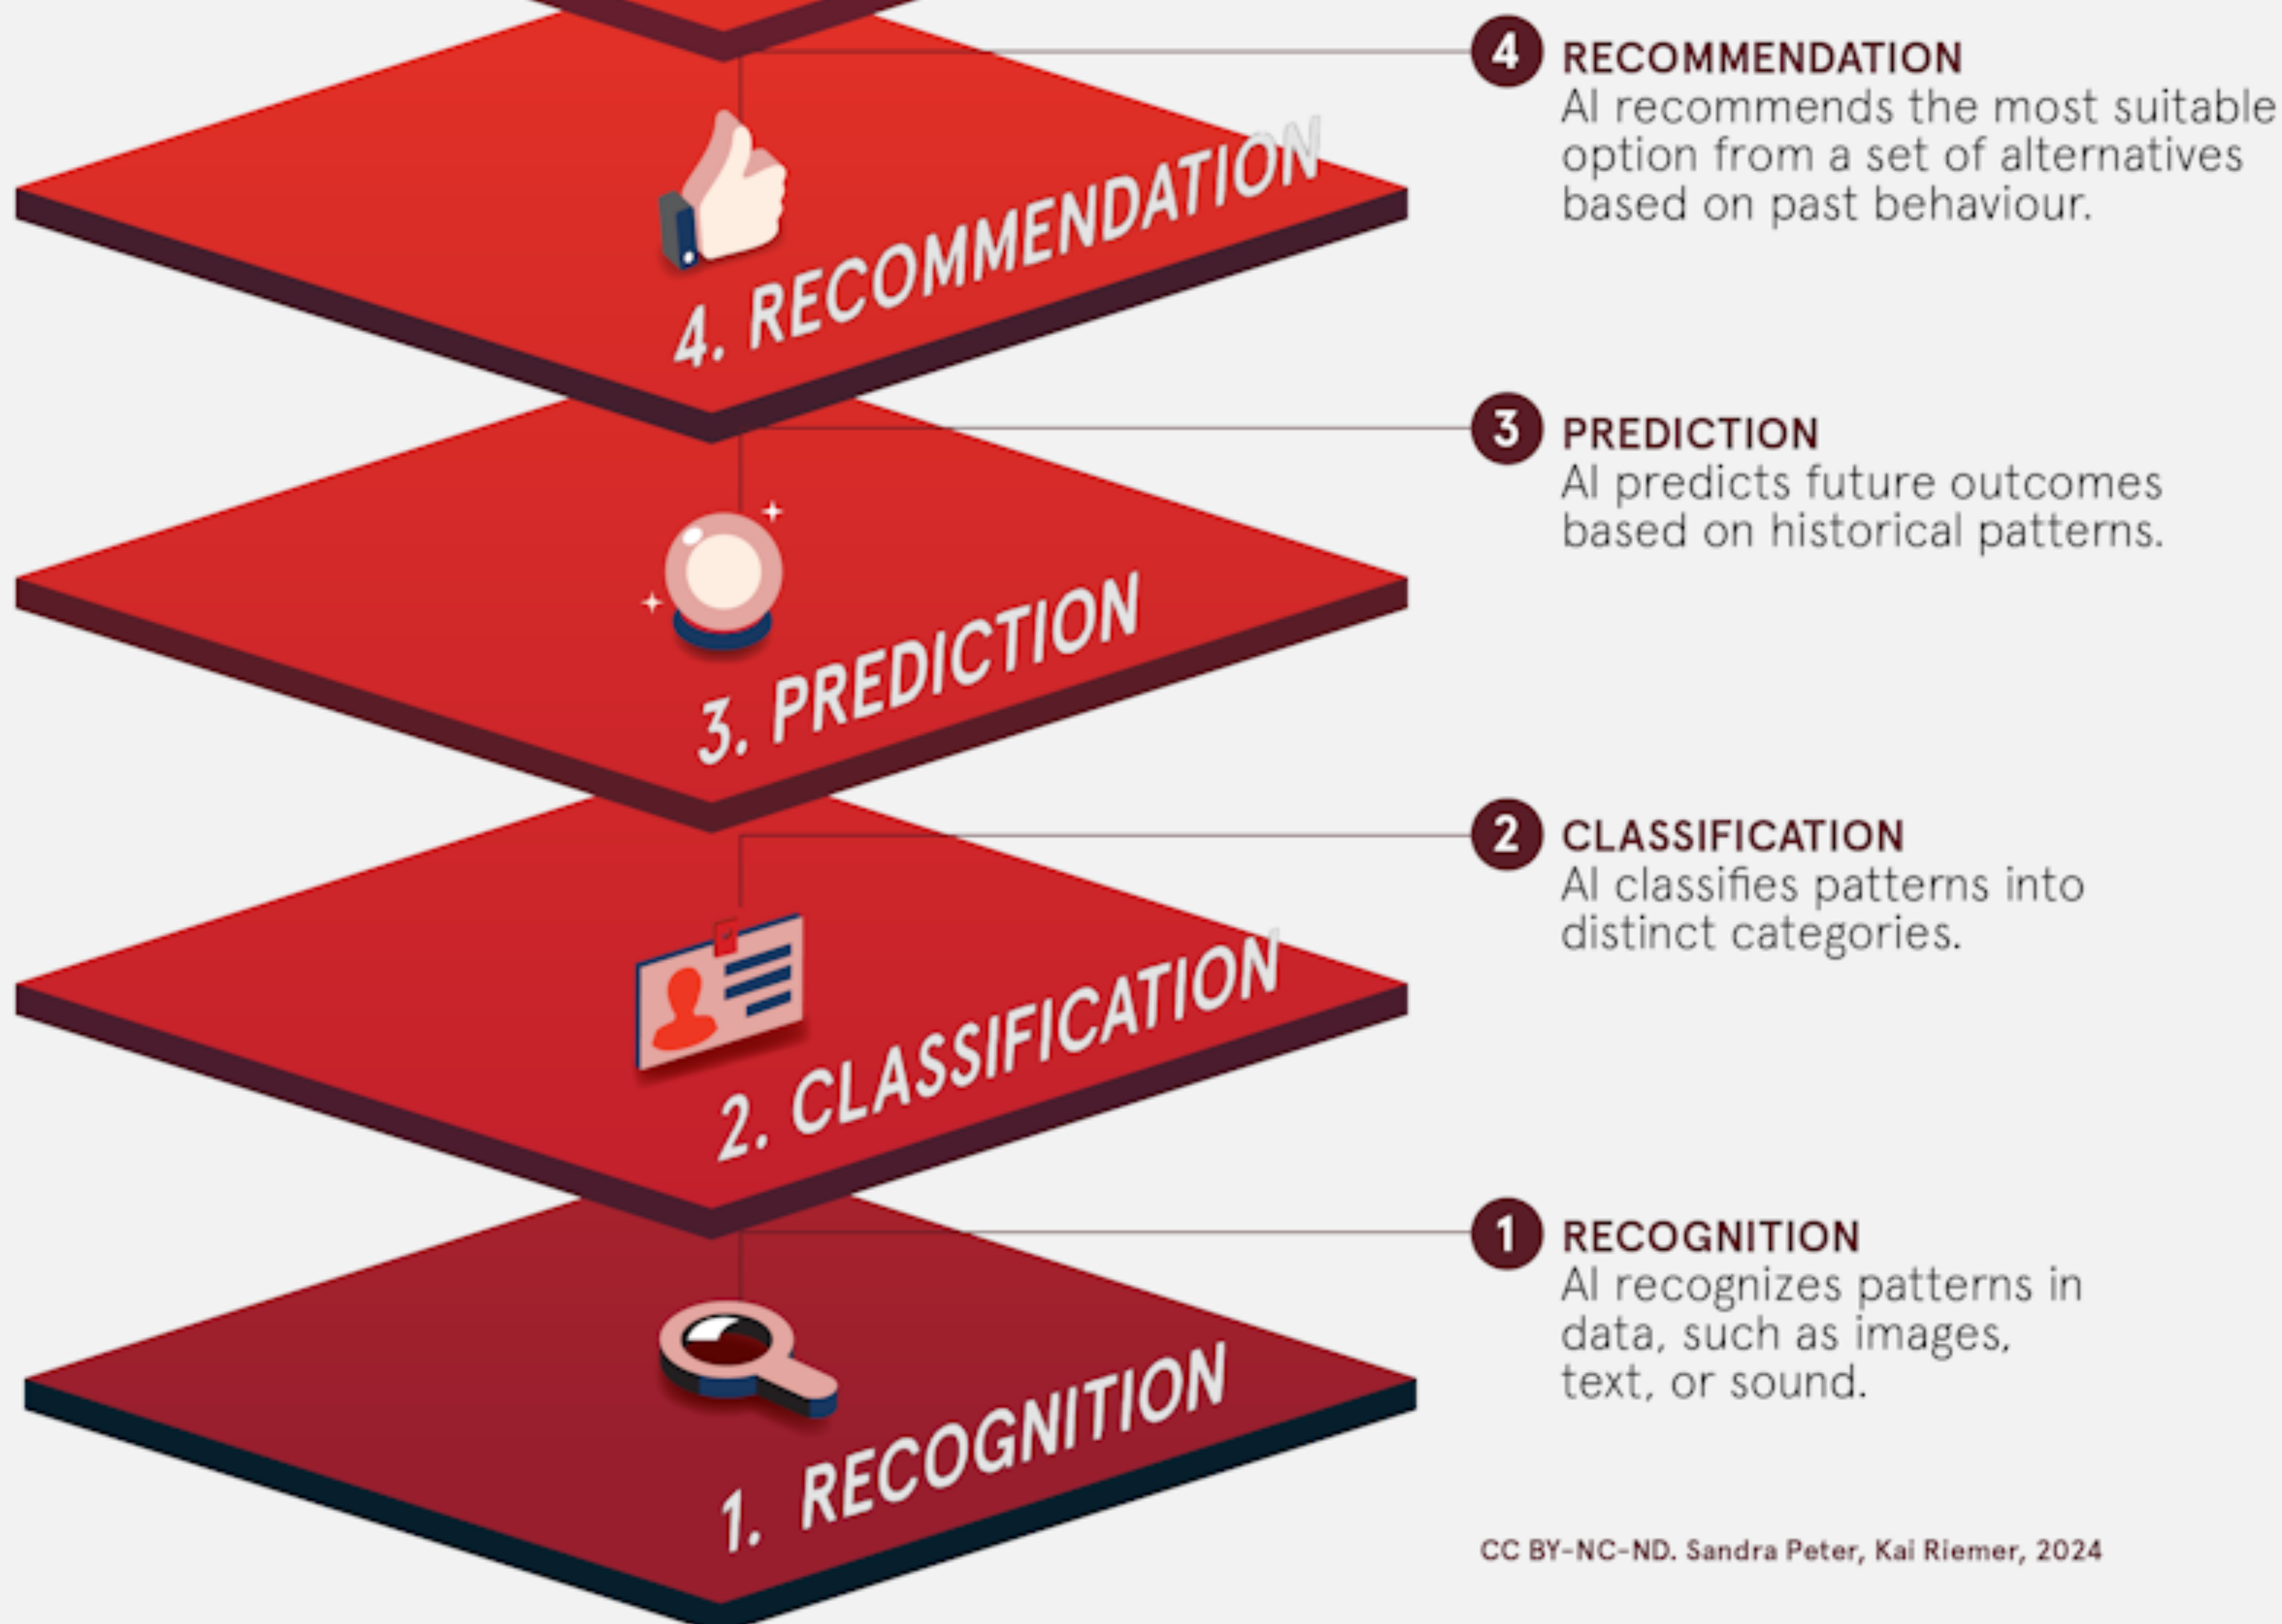 4 RECOMMENDATION
AI recommends the most suitable
option from a set of alternatives
based on past behaviour.
4. RECOMMENDATION
3 PREDICTION
AI predicts future outcomes
based on historical patterns.
3. PREDICTION
2 CLASSIFICATION
AI classifies patterns into
distinct categories.
2. CLASSIFICATION
1 RECOGNITION
AI recognizes patterns in
data, such as images,
text, or sound.
1. RECOGNITION
CC BY-NC-ND. Sandra Peter, Kai Riemer, 2024